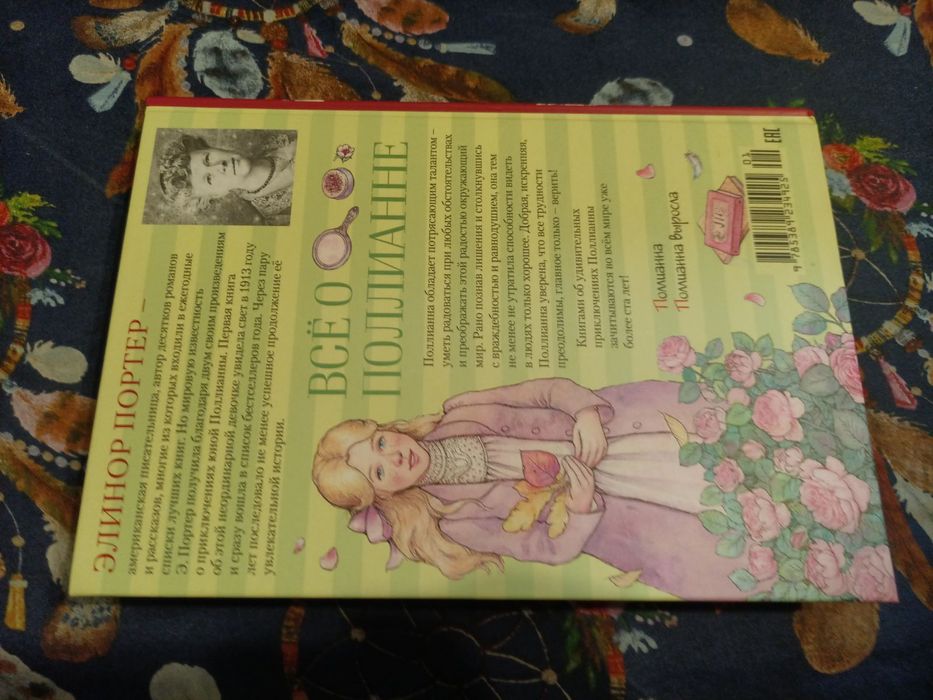 ЭЛИНОР ПОРТЕР –
американская писательница, автор десятков романов
и рассказов, многие из которых входили в ежегодные
списки лучших книг. Но мировую известность
Э. Портер получила благодаря двум своим произведениям
о приключениях юной Поллианны. Первая книга
об этой неординарной девочке увидела свет в 1913 году
и сразу вошла в список бестселлеров года. Через пару
лет последовало не менее успешное продолжение её
увлекательной истории.
ВСЁ О
ПОЛЛИАННЕ
Поллианна обладает потрясающим талантом –
уметь радоваться при любых обстоятельствах
и преображать этой радостью окружающий
мир. Рано познав лишения и столкнувшись
с враждебностью и равнодушием, она тем
не менее не утратила способности видеть
в людях только хорошее. Добрая, искренняя,
Поллианна уверена, что все трудности
преодолимы, главное только – верить!
Книгами об удивительных
приключениях Поллианны
зачитываются во всём мире уже
более ста лет!
Поллианна
Поллианна выросла
9 785389 234925
01
EAC